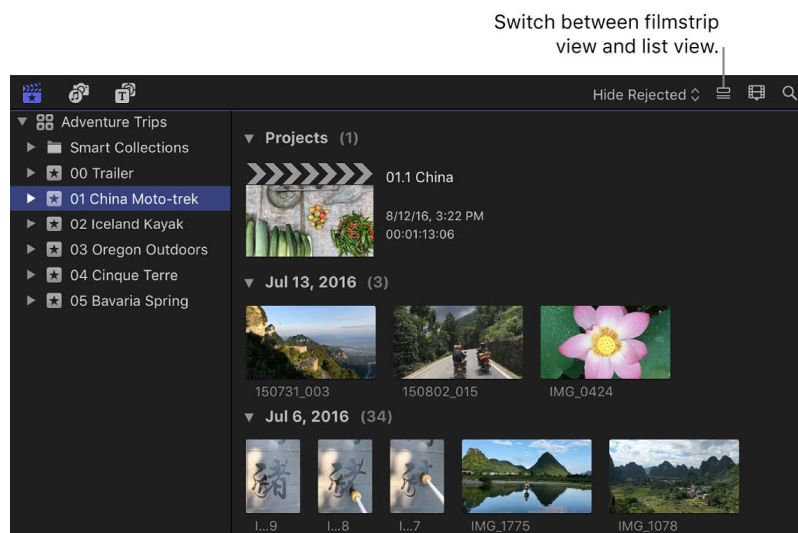 Switch between filmstrip
view and list view.
Hide Rejected
Adventure Trips
Smart Collections
00 Trailer
01 China Moto-trek
02 Iceland Kayak
03 Oregon Outdoors
04 Cinque Terre
05 Bavaria Spring
Projects (1)
01.1 China
8/12/16, 3:22 PM
00:01:13:06
Jul 13, 2016 (3)
150731_003 150802_015 IMG_0424
Jul 6, 2016 (34)
猪 猪 猪
I...9 I...8 I...7 IMG_1775 IMG_1078